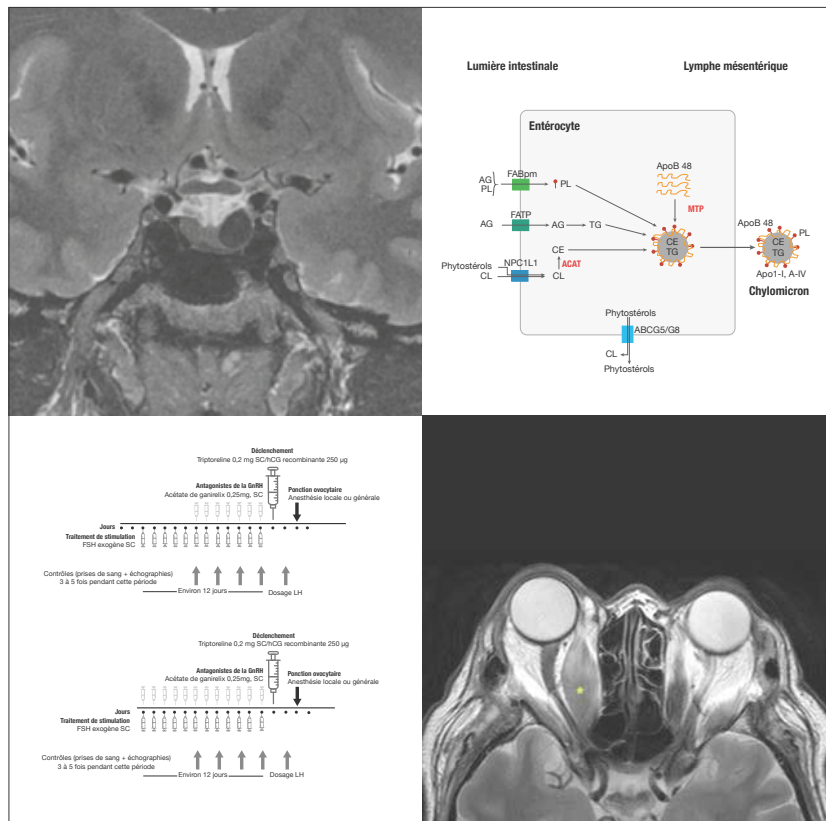 Lumière intestinale
Lymphe mésentérique
Entérocyte
ApoB 48
FABpm
AG
PL
PL
MTP
ApoB 48
FATP
AG
AG
TG
CE
TG
CE
TG
PL
CE
NPC1L1
Phytostérols
ACAT
CL
CL
Apo1-I, A-IV
Chylomicron
Phytostérols
ABCG5/G8
CL
Phytostérols
Déclenchement
Triptoreline 0,2 mg SC/hCG recombinante 250 µg
Antagonistes de la GnRH
Acétate de ganirelix 0,25mg, SC
Ponction ovocytaire
Anesthésie locale ou générale
Jours
Traitement de stimulation
FSH exogène SC
Contrôles (prises de sang + échographies)
3 à 5 fois pendant cette période
Environ 12 jours
Dosage LH
Déclenchement
Triptoreline 0,2 mg SC/hCG recombinante 250 µg
Antagonistes de la GnRH
Acétate de ganirelix 0,25mg, SC
Ponction ovocytaire
Anesthésie locale ou générale
Jours
Traitement de stimulation
FSH exogène SC
Contrôles (prises de sang + échographies)
3 à 5 fois pendant cette période
Environ 12 jours
Dosage LH